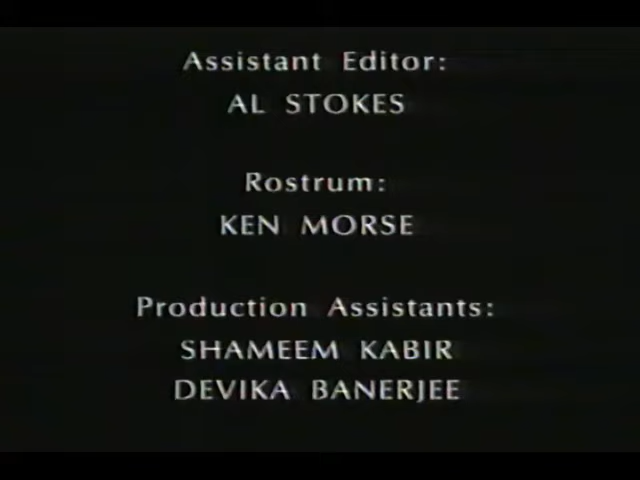 Assistant Editor:
AL STOKES
Rostrum:
KEN MORSE
Production Assistants:
SHAMEEM KABIR
DEVIKA BANERJEE